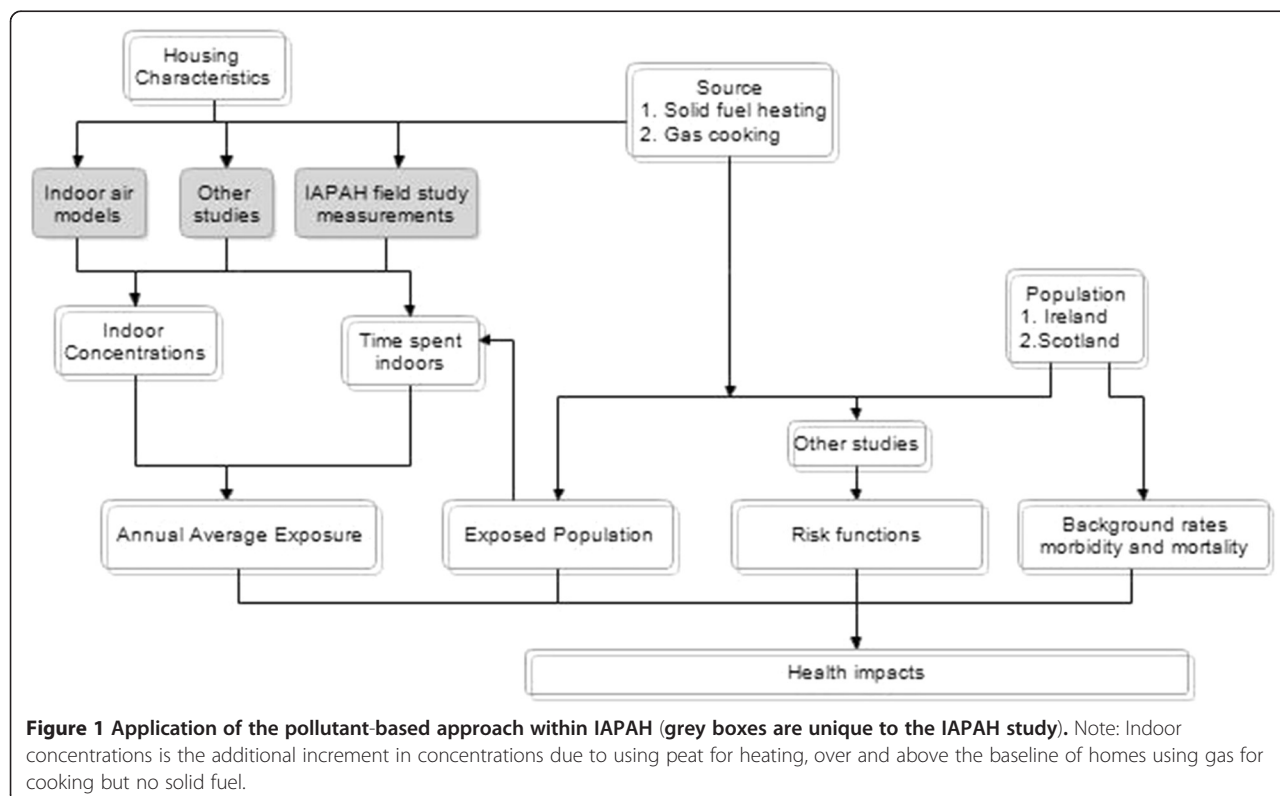 Housing
Characteristics
Source
1. Solid fuel heating
2. Gas cooking
Indoor air
models
Other
studies
IAPAH field study
measurements
Indoor
Concentrations
Time spent
indoors
Population
1. Ireland
2.Scotland
Other studies
Annual Average Exposure
Exposed Population
Risk functions
Background rates
morbidity and mortality
Health impacts
Figure 1 Application of the pollutant-based approach within IAPAH (grey boxes are unique to the IAPAH study). Note: Indoor
concentrations is the additional increment in concentrations due to using peat for heating, over and above the baseline of homes using gas for
cooking but no solid fuel.